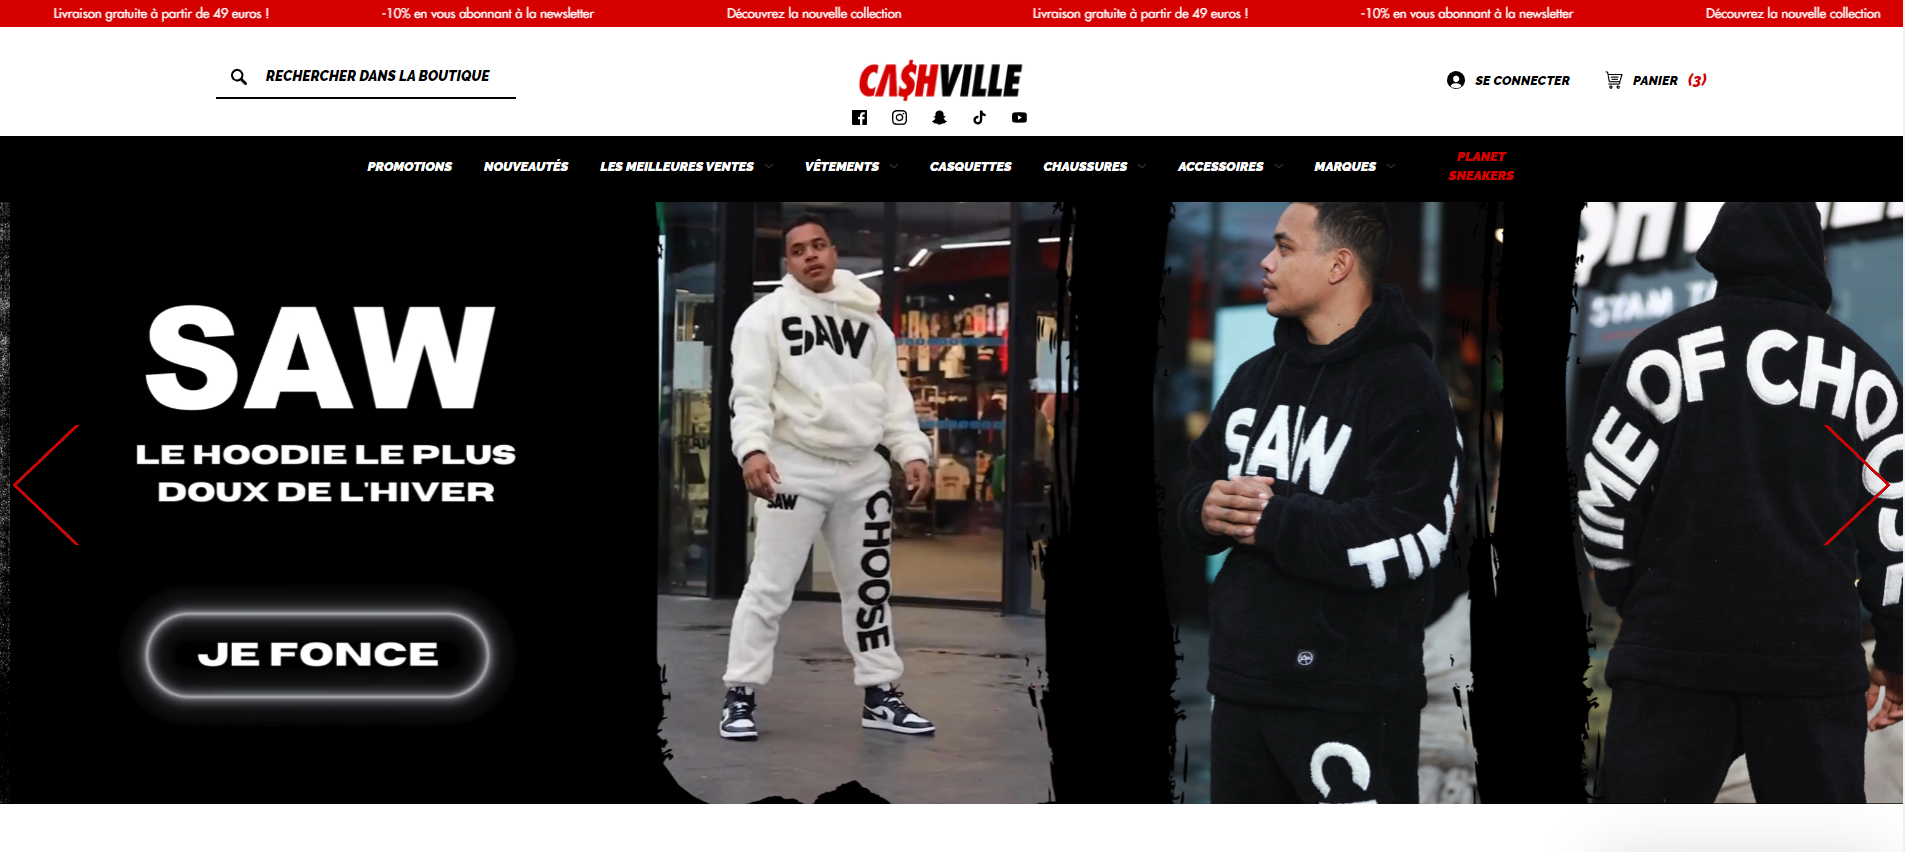 Livraison gratuite à partir de 49 euros ! -10% en vous abonnant à la newsletter Découvrez la nouvelle collection Livraison gratuite à partir de 49 euros ! -10% en vous abonnant à la newsletter Découvrez la nouvelle collection
RECHERCHER DANS LA BOUTIQUE
CA$HVILLE
SE CONNECTER
PANIER (3)
PROMOTIONS NOUVEAUTÉS LES MEILLEURES VENTES VÊTEMENTS CASQUETTES CHAUSSURES ACCESSOIRES MARQUES
PLANET
SNEAKERS
SAW
LE HOODIE LE PLUS
DOUX DE L'HIVER
JE FONCE
SAW
SAW
CHOOSE
SAW
TIM
C
TIME OF CHOOSE